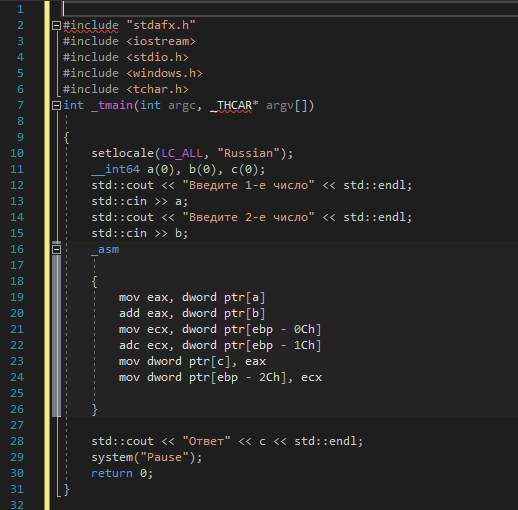 1
2 #include "stdafx.h"
3 #include <iostream>
4 #include <stdio.h>
5 #include <windows.h>
6 #include <tchar.h>
7 int _tmain(int argc, _THCAR* argv[])
8
9 {
10 setlocale(LC_ALL, "Russian");
11 __int64 a(0), b(0), c(0);
12 std::cout << "Введите 1-е число" << std::endl;
13 std::cin >> a;
14 std::cout << "Введите 2-е число" << std::endl;
15 std::cin >> b;
16 _asm
17
18 {
19 mov eax, dword ptr[a]
20 add eax, dword ptr[b]
21 mov ecx, dword ptr[ebp - 0Ch]
22 adc ecx, dword ptr[ebp - 1Ch]
23 mov dword ptr[c], eax
24 mov dword ptr[ebp - 2Ch], ecx
25
26 }
27
28 std::cout << "Ответ" << c << std::endl;
29 system("Pause");
30 return 0;
31 }
32